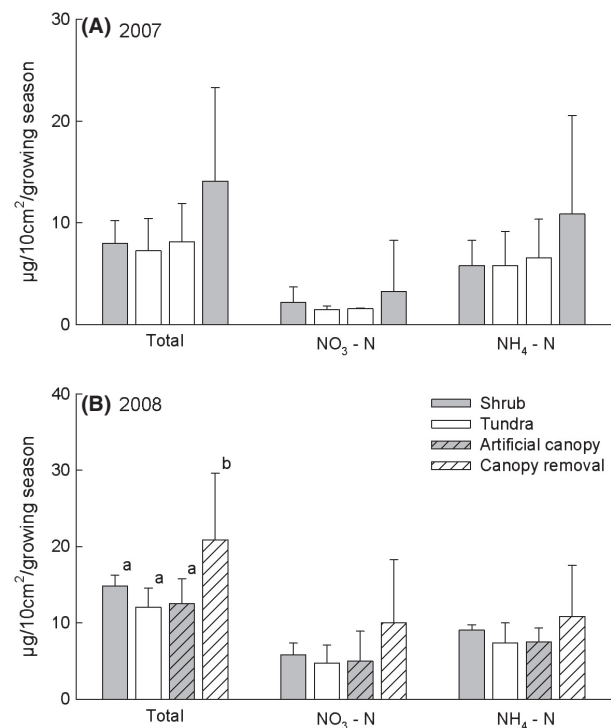 (A) 2007
30
20
10
0
µg/10cm²/growing season
Total NO₃ - N NH₄ - N
(B) 2008
40
30
20
10
0
µg/10cm²/growing season
Shrub
Tundra
Artificial canopy
Canopy removal
a a a b
Total NO₃ - N NH₄ - N